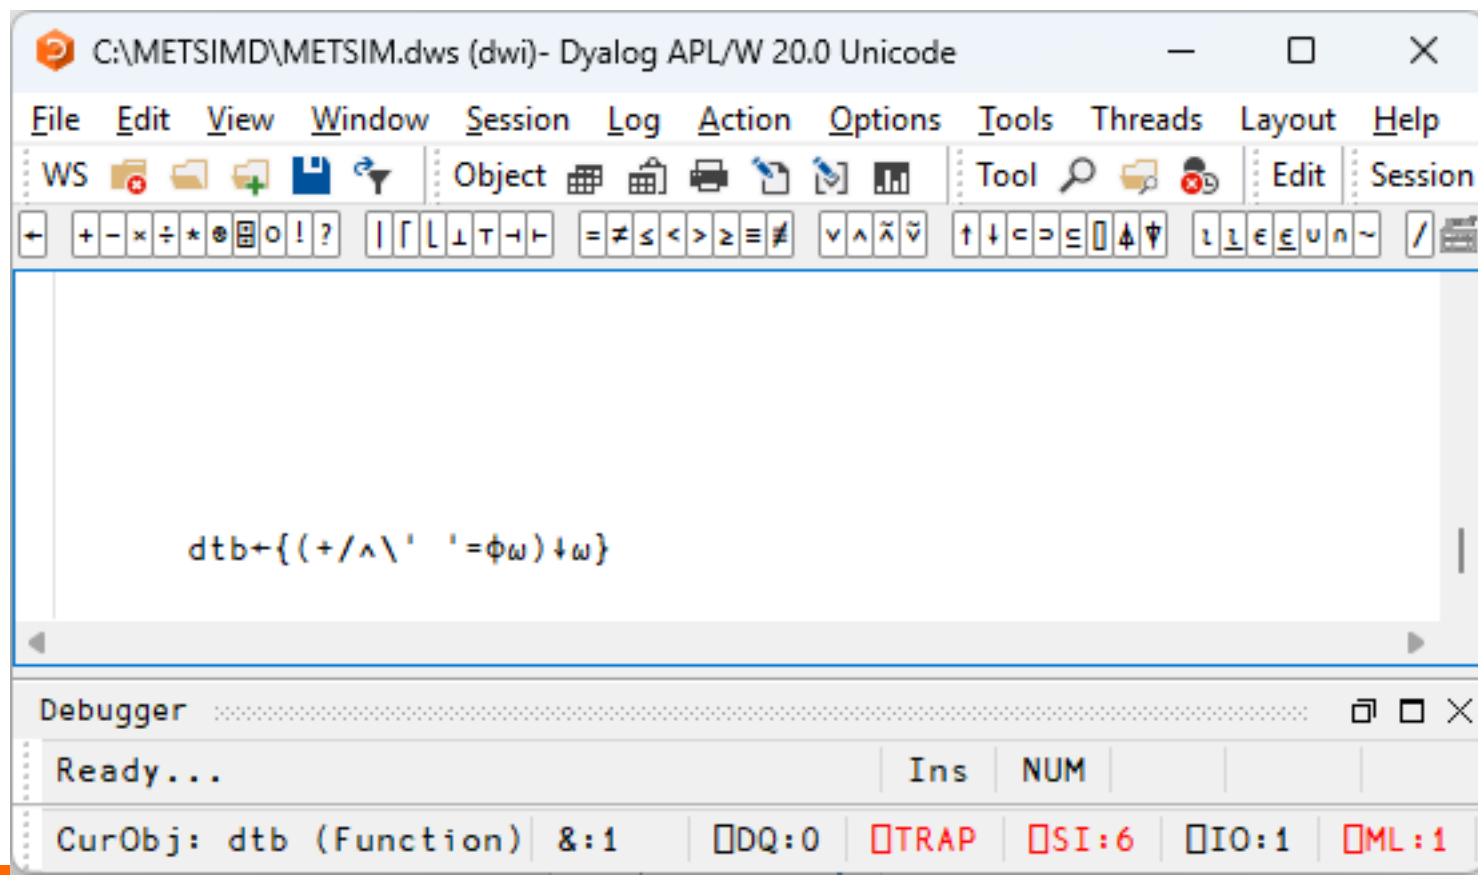 C:\METSIMD\METSIM.dws (dwi)- Dyalog APL/W 20.0 Unicode
File Edit View Window Session Log Action Options Tools Threads Layout Help
WS Object Tool Edit Session
← + - × ÷ * ⍟ ⌹ ○ ! ? | ⌈ ⌊ ⊥ ⊤ ⊣ ⊢ = ≠ ≤ < > ≥ ≡ ≢ ∨ ∧ ⍲ ⍱ ↑ ↓ ⊂ ⊃ ⊆ ⌷ ⍋ ⍒ ⍳ ⍸ ∊ ⍷ ∪ ∩ ~ /
dtb←{(+/∧\' '=⌽⍵)↓⍵}
Debugger
Ready... Ins NUM
CurObj: dtb (Function) &:1 ⎕DQ:0 ⎕TRAP ⎕SI:6 ⎕IO:1 ⎕ML:1